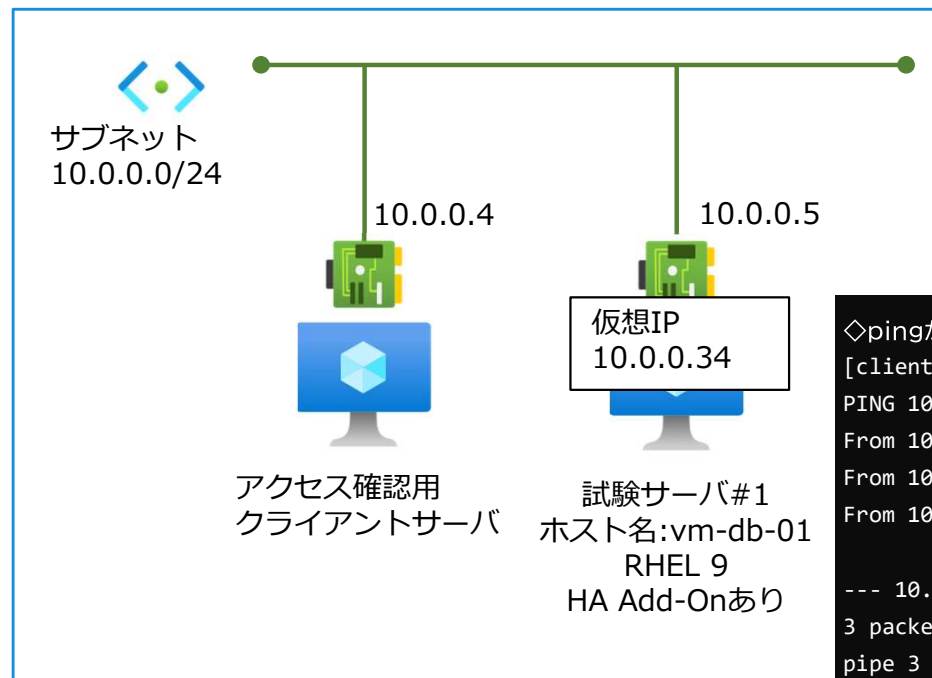 サブネット
10.0.0.0/24
10.0.0.4
10.0.0.5
仮想IP
10.0.0.34
アクセス確認用
クライアントサーバ
試験サーバ#1
ホスト名:vm-db-01
RHEL 9
HA Add-Onあり
◇ping
[client
PING 10
From 10
From 10
From 10
--- 10.
3 packe
pipe 3